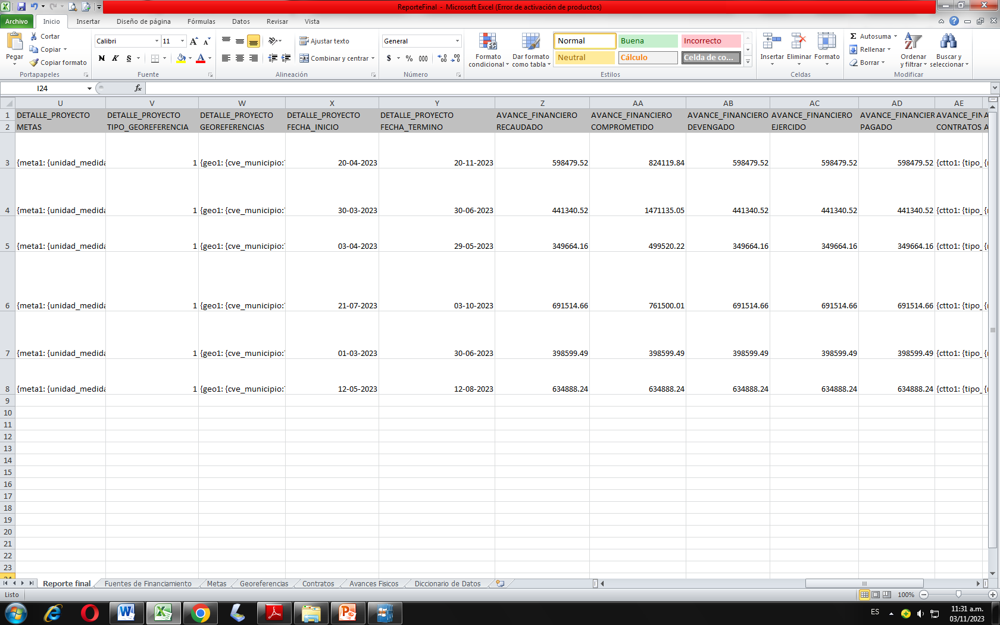 ReporteFinal - Microsoft Excel (Error de activación de productos)
Archivo Inicio Insertar Diseño de página Fórmulas Datos Revisar Vista
Pegar
Cortar
Copiar
Copiar formato
Portapapeles
Calibri 11
N K S
Fuente
Ajustar texto
Combinar y centrar
Alineación
General
$ % 000
Número
Formato condicional
Dar formato como tabla
Normal Buena Incorrecto
Neutral Cálculo Celda de co...
Estilos
Insertar Eliminar Formato
Celdas
Autosuma
Rellenar
Borrar
Ordenar y filtrar
Buscar y seleccionar
Modificar
I24 fx
U V W X Y Z AA AB AC AD AE
1 DETALLE_PROYECTO DETALLE_PROYECTO DETALLE_PROYECTO DETALLE_PROYECTO DETALLE_PROYECTO AVANCE_FINANCIERO AVANCE_FINANCIERO AVANCE_FINANCIERO AVANCE_FINANCIERO AVANCE_FINANCIER AVANCE_FIN A
2 METAS TIPO_GEOREFERENCIA GEOREFERENCIAS FECHA_INICIO FECHA_TERMINO RECAUDADO COMPROMETIDO DEVENGADO EJERCIDO PAGADO CONTRATOS A
3 {meta1: {unidad_medida 1 {geo1: {cve_municipio: 20-04-2023 20-11-2023 598479.52 824119.84 598479.52 598479.52 598479.52 {ctto1: {tipo_
4 {meta1: {unidad_medida 1 {geo1: {cve_municipio: 30-03-2023 30-06-2023 441340.52 1471135.05 441340.52 441340.52 441340.52 {ctto1: {tipo_
5 {meta1: {unidad_medida 1 {geo1: {cve_municipio: 03-04-2023 29-05-2023 349664.16 499520.22 349664.16 349664.16 349664.16 {ctto1: {tipo_
6 {meta1: {unidad_medida 1 {geo1: {cve_municipio: 21-07-2023 03-10-2023 691514.66 761500.01 691514.66 691514.66 691514.66 {ctto1: {tipo_
7 {meta1: {unidad_medida 1 {geo1: {cve_municipio: 01-03-2023 30-06-2023 398599.49 398599.49 398599.49 398599.49 398599.49 {ctto1: {tipo_
8 {meta1: {unidad_medida 1 {geo1: {cve_municipio: 12-05-2023 12-08-2023 634888.24 634888.24 634888.24 634888.24 634888.24 {ctto1: {tipo_
9
10
11
12
13
14
15
16
17
18
19
20
21
22
23
Reporte final Fuentes de Financiamiento Metas Georeferencias Contratos Avances Fisicos Diccionario de Datos
Listo 100%
ES 11:31 a.m.
03/11/2023